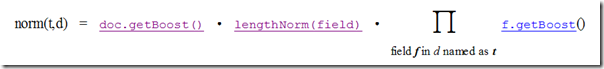 norm(t,d) = doc.getBoost() · lengthNorm(field) · ∏ f.getBoost()
field f in d named as t